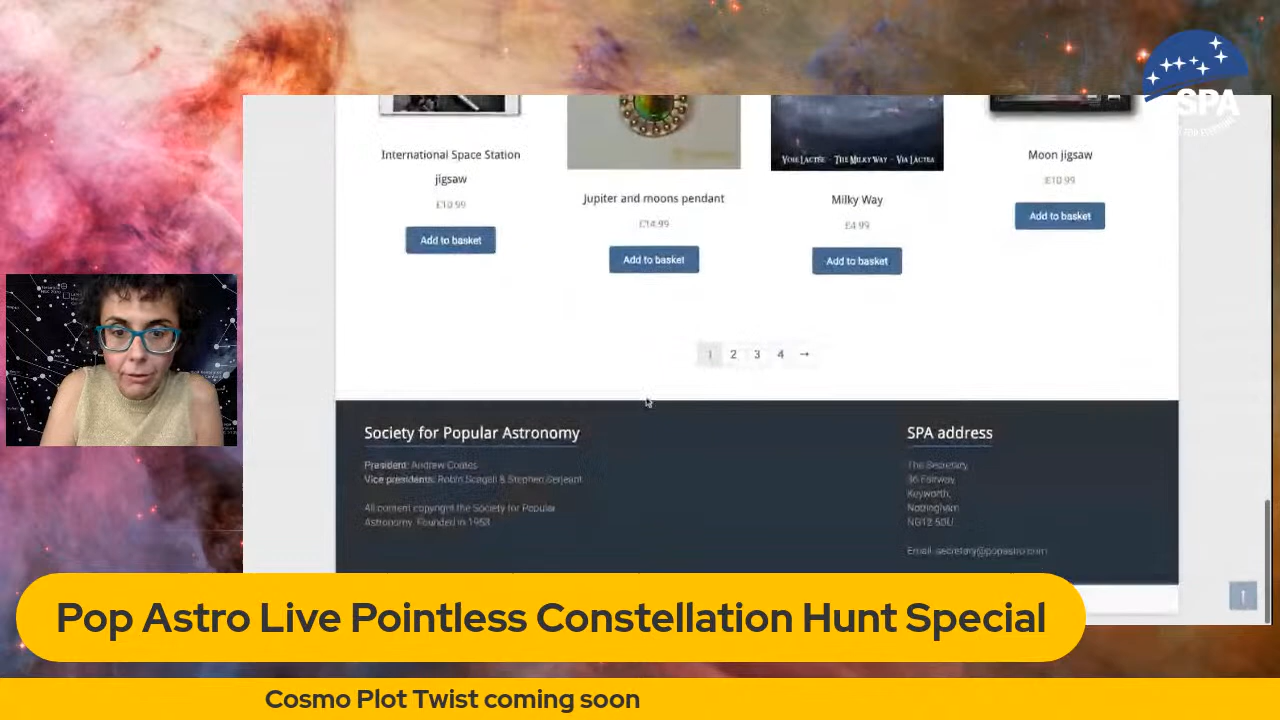 SPA
International Space Station
jigsaw
£10.99
Add to basket
Jupiter and moons pendant
£14.99
Add to basket
VOIE LACTÉE - THE MILKY WAY - VIA LACTEA
Milky Way
£4.99
Add to basket
Moon jigsaw
£10.99
Add to basket
1 2 3 4 →
Society for Popular Astronomy
President: Andrew Coates
Vice presidents: Robin Scagell & Stephen Serjeant
All content copyright the Society for Popular
Astronomy. Founded in 1953
SPA address
The Secretary,
36 Fairway,
Keyworth,
Nottingham
NG12 5DU
Email: secretary@popastro.com
Pop Astro Live Pointless Constellation Hunt Special
Cosmo Plot Twist coming soon